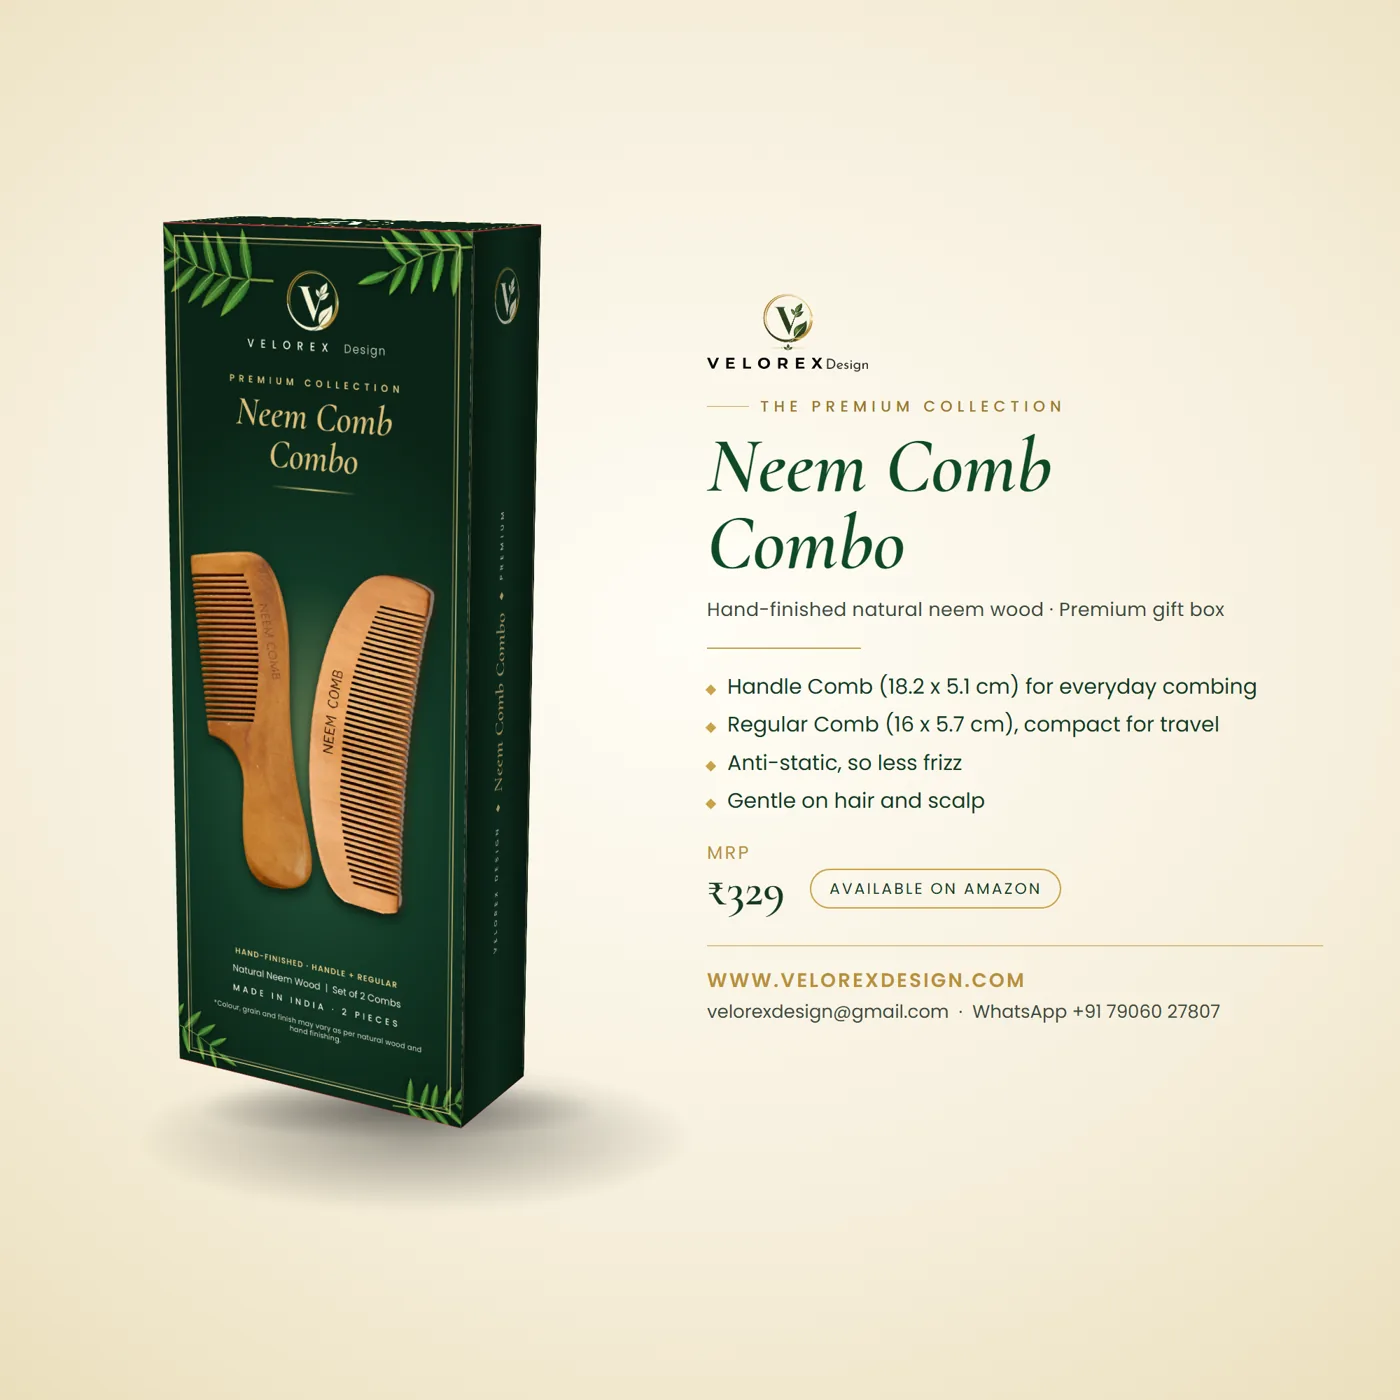 V
VELOREX Design
PREMIUM COLLECTION
Neem Comb
Combo
NEEM COMB
NEEM COMB
HAND-FINISHED · HANDLE + REGULAR
Natural Neem Wood | Set of 2 Combs
MADE IN INDIA · 2 PIECES
*Colour, grain and finish may vary as per natural wood and
hand finishing.
V
VELOREX DESIGN ◆ Neem Comb Combo ◆ PREMIUM
V
VELOREX Design
THE PREMIUM COLLECTION
Neem Comb
Combo
Hand-finished natural neem wood · Premium gift box
◆ Handle Comb (18.2 x 5.1 cm) for everyday combing
◆ Regular Comb (16 x 5.7 cm), compact for travel
◆ Anti-static, so less frizz
◆ Gentle on hair and scalp
MRP
₹329 AVAILABLE ON AMAZON
WWW.VELOREXDESIGN.COM
velorexdesign@gmail.com · WhatsApp +91 79060 27807